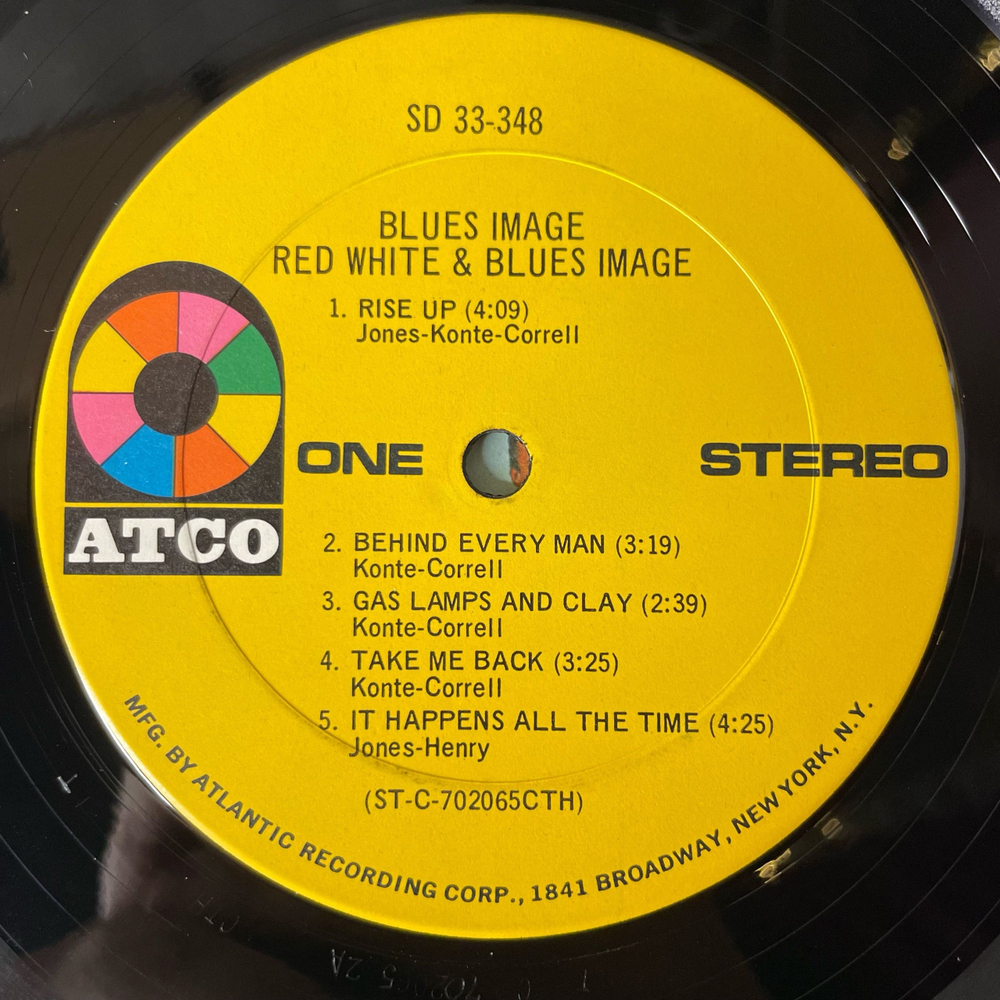 SD 33-348
BLUES IMAGE
RED WHITE & BLUES IMAGE
1. RISE UP (4:09)
Jones-Konte-Correll
ATCO
ONE
STEREO
2. BEHIND EVERY MAN (3:19)
Konte-Correll
3. GAS LAMPS AND CLAY (2:39)
Konte-Correll
4. TAKE ME BACK (3:25)
Konte-Correll
5. IT HAPPENS ALL THE TIME (4:25)
Jones-Henry
(ST-C-702065CTH)
MFG. BY ATLANTIC RECORDING CORP., 1841 BROADWAY, NEW YORK, N.Y.